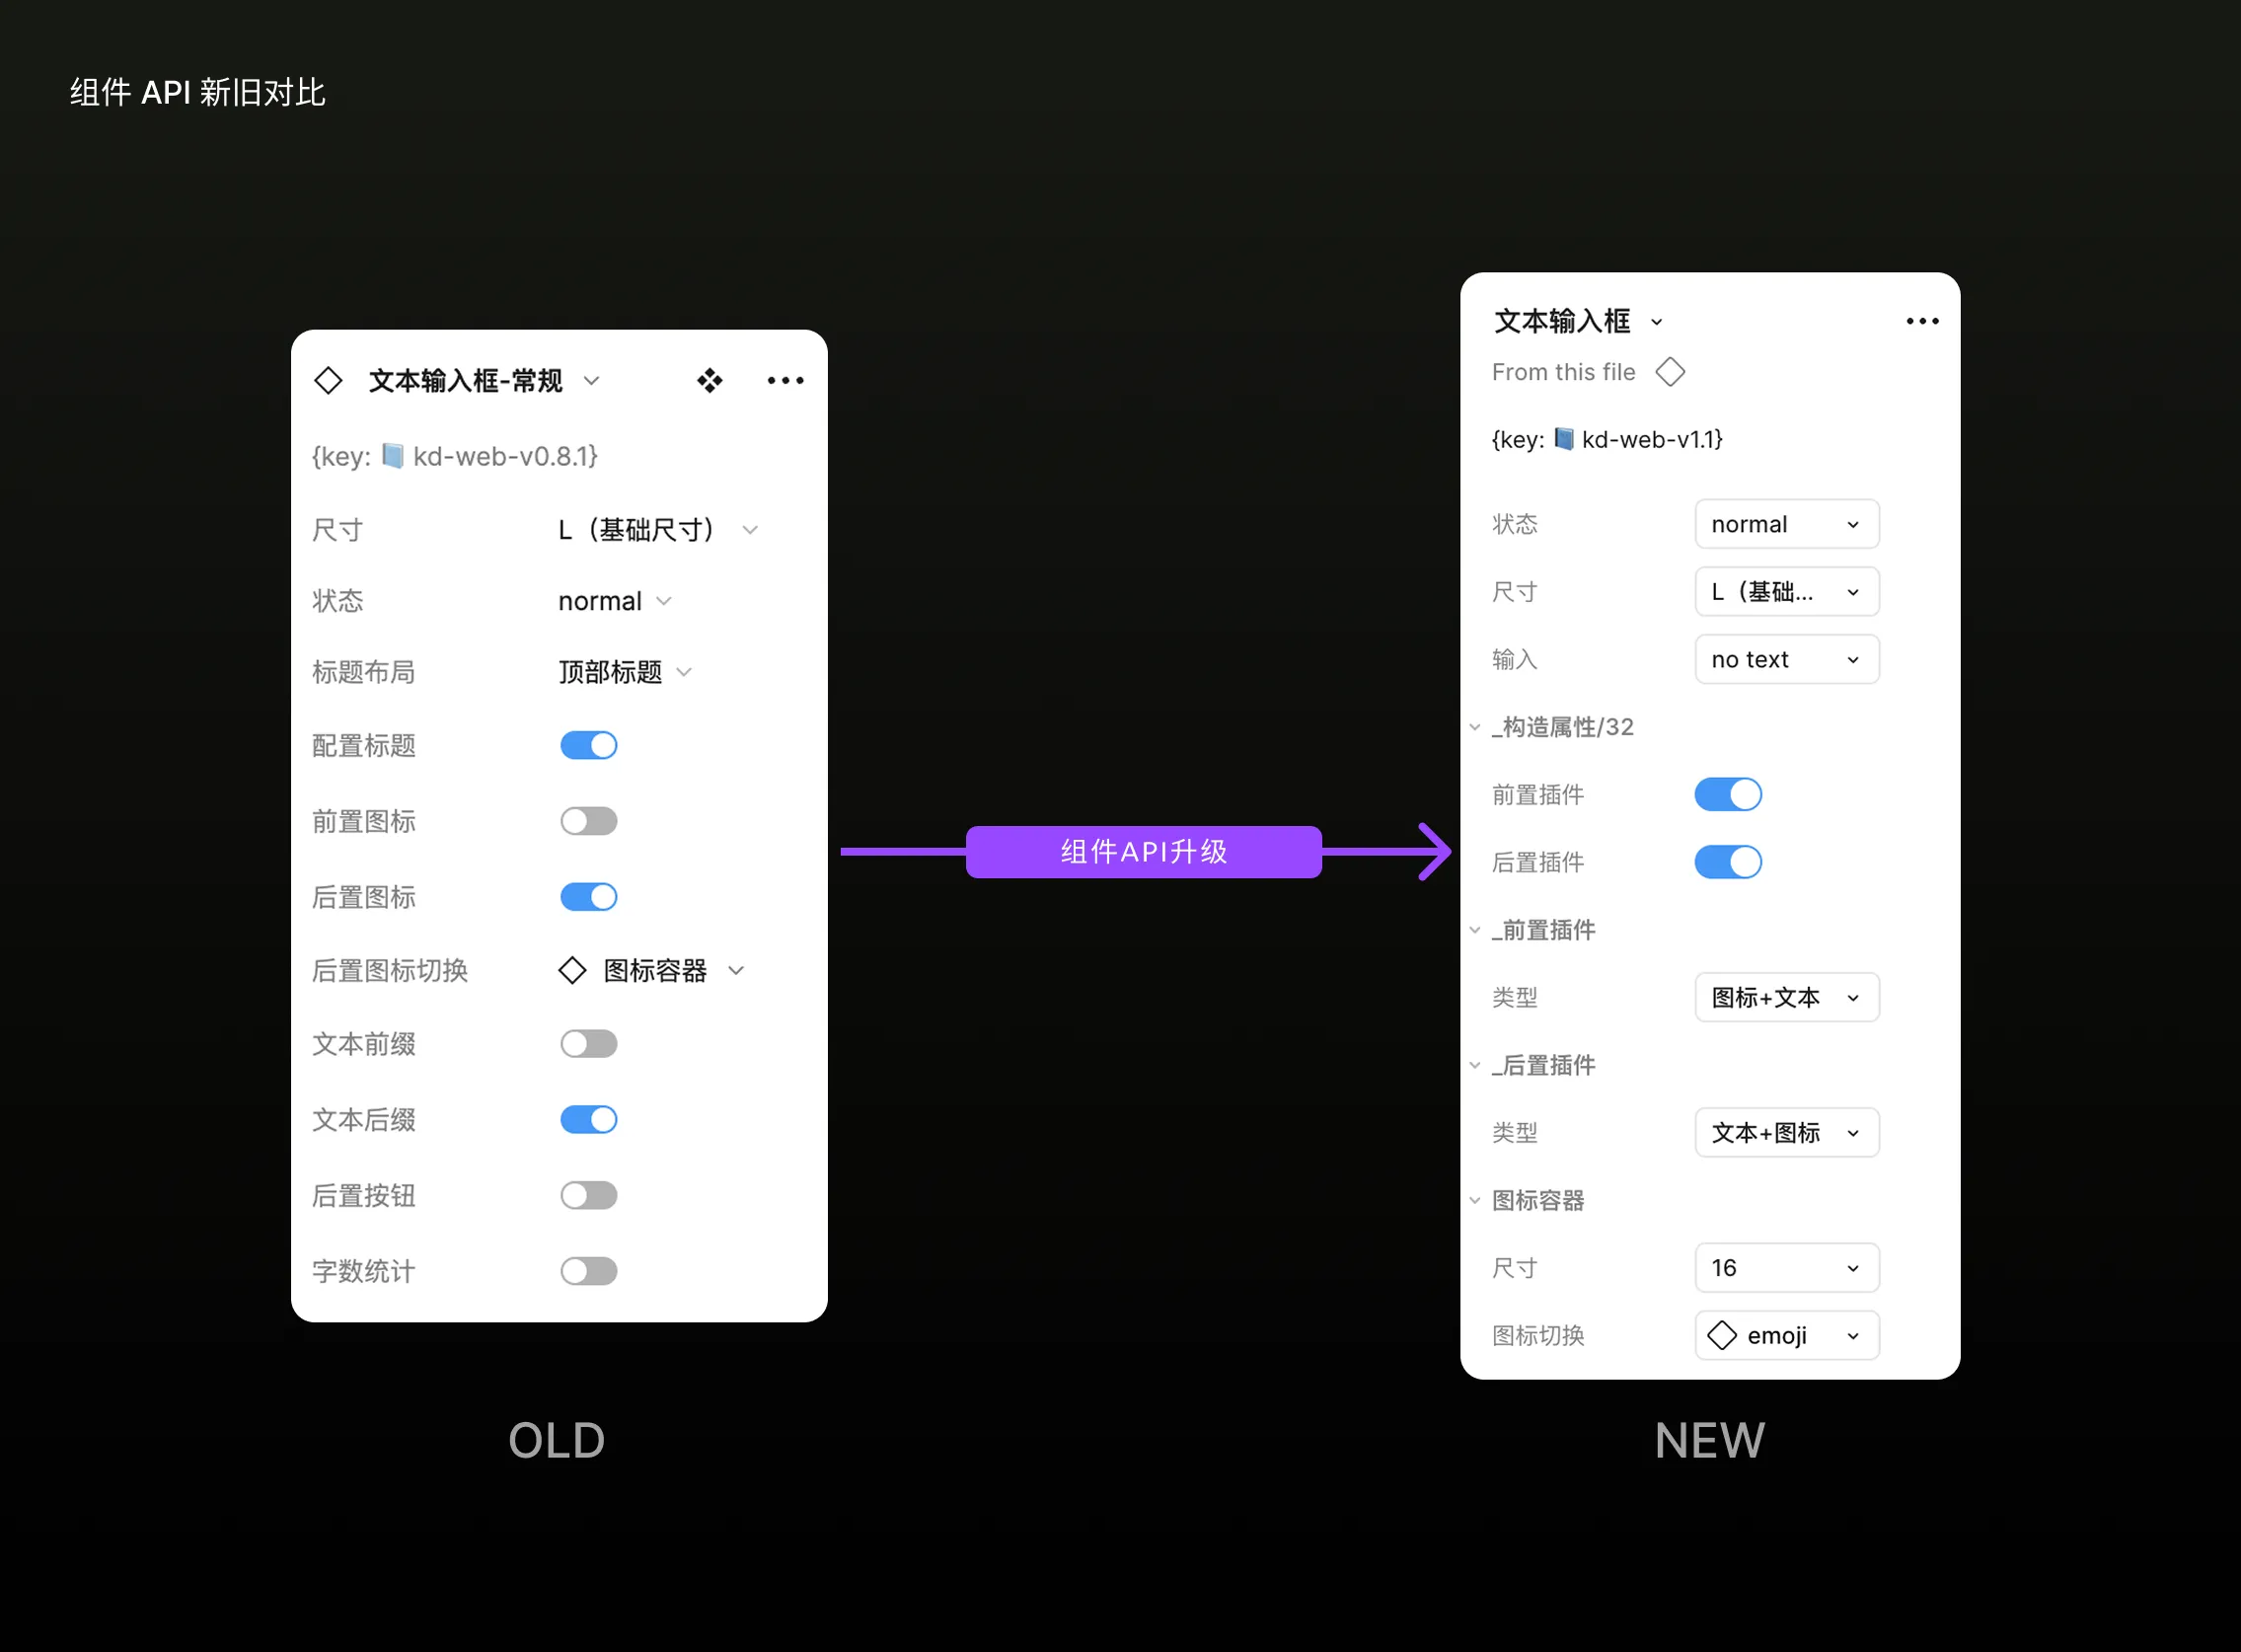 组件 API 新旧对比
文本输入框-常规
{key: 📘 kd-web-v0.8.1}
尺寸 L（基础尺寸）
状态 normal
标题布局 顶部标题
配置标题
前置图标
后置图标
后置图标切换 图标容器
文本前缀
文本后缀
后置按钮
字数统计
OLD
组件API升级
文本输入框
From this file
{key: 📘 kd-web-v1.1}
状态 normal
尺寸 L（基础...
输入 no text
_构造属性/32
前置插件
后置插件
_前置插件
类型 图标+文本
_后置插件
类型 文本+图标
图标容器
尺寸 16
图标切换 emoji
NEW